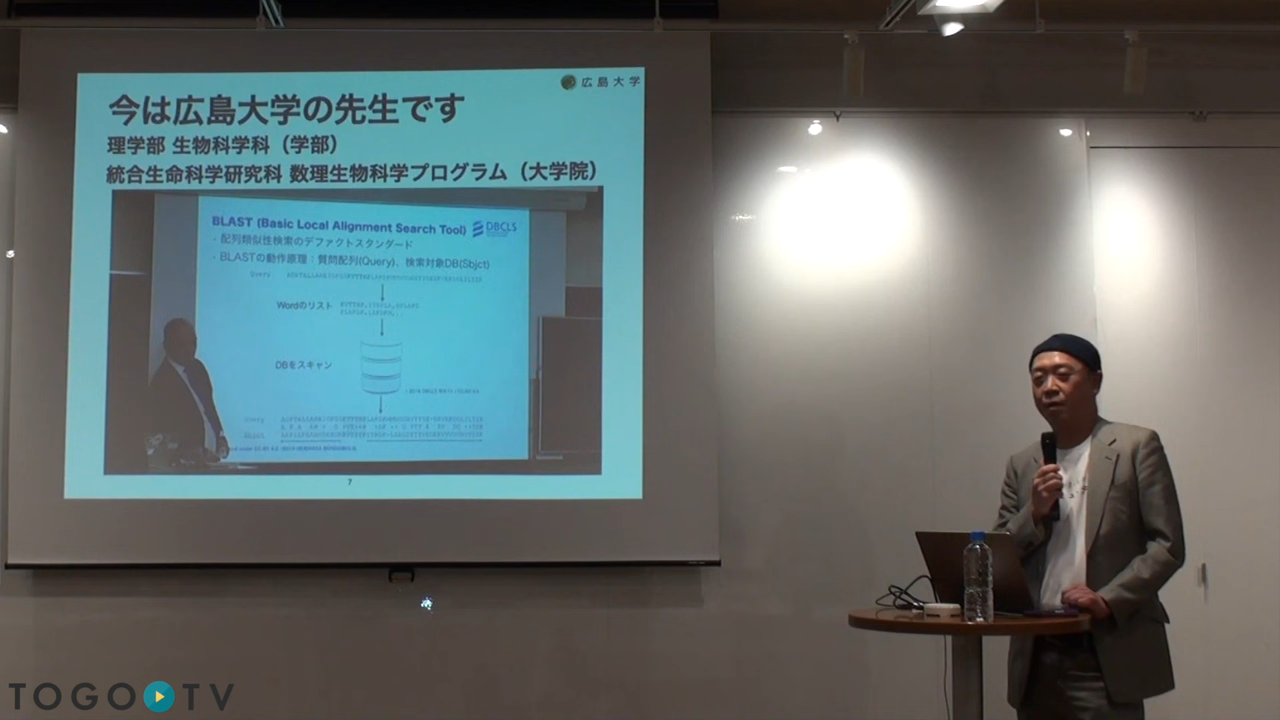 広島大学
今は広島大学の先生です
理学部 生物科学科（学部）
統合生命科学研究科 数理生物科学プログラム（大学院）
BLAST (Basic Local Alignment Search Tool)
DBCLS
・配列類似性検索のデファクトスタンダード
・BLASTの動作原理：質問配列(Query)、検索対象DB(Sbjct)
Query
Wordのリスト
DBをスキャン
Query
Sbjct
7
TOGO TV